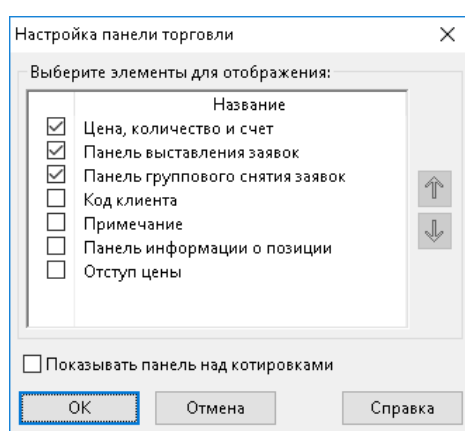 Настройка панели торговли
Выберите элементы для отображения:
Название
Цена, количество и счет
Панель выставления заявок
Панель группового снятия заявок
Код клиента
Примечание
Панель информации о позиции
Отступ цены
Показывать панель над котировками
OK Отмена Справка